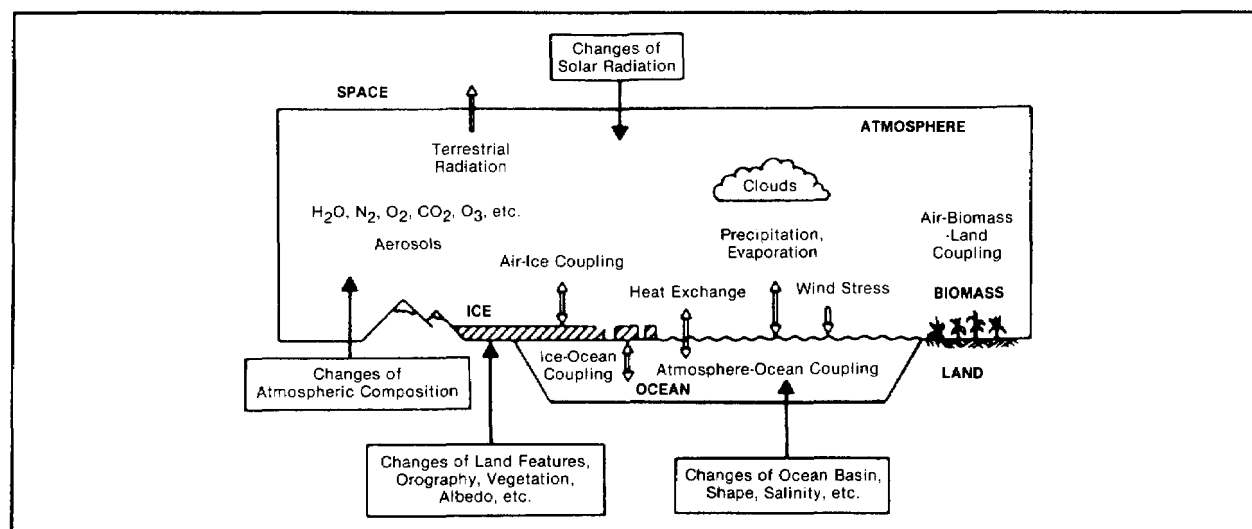 Changes of
Solar Radiation
SPACE
ATMOSPHERE
Terrestrial
Radiation
Clouds
H2O, N2, O2, CO2, O3, etc.
Aerosols
Air-Biomass
-Land
Coupling
Precipitation,
Evaporation
Air-Ice Coupling
Heat Exchange
Wind Stress
BIOMASS
ICE
Ice-Ocean
Coupling
Atmosphere-Ocean Coupling
OCEAN
LAND
Changes of
Atmospheric Composition
Changes of Land Features,
Orography, Vegetation,
Albedo, etc.
Changes of Ocean Basin,
Shape, Salinity, etc.